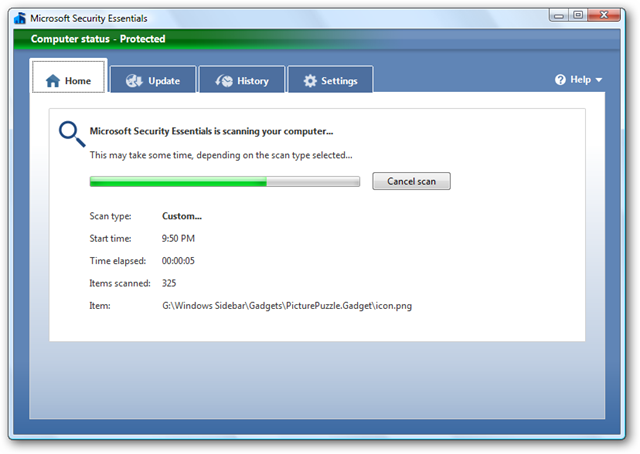 Microsoft Security Essentials
Computer status - Protected
Home Update History Settings Help
Microsoft Security Essentials is scanning your computer...
This may take some time, depending on the scan type selected...
Cancel scan
Scan type: Custom...
Start time: 9:50 PM
Time elapsed: 00:00:05
Items scanned: 325
Item: G:\Windows Sidebar\Gadgets\PicturePuzzle.Gadget\icon.png